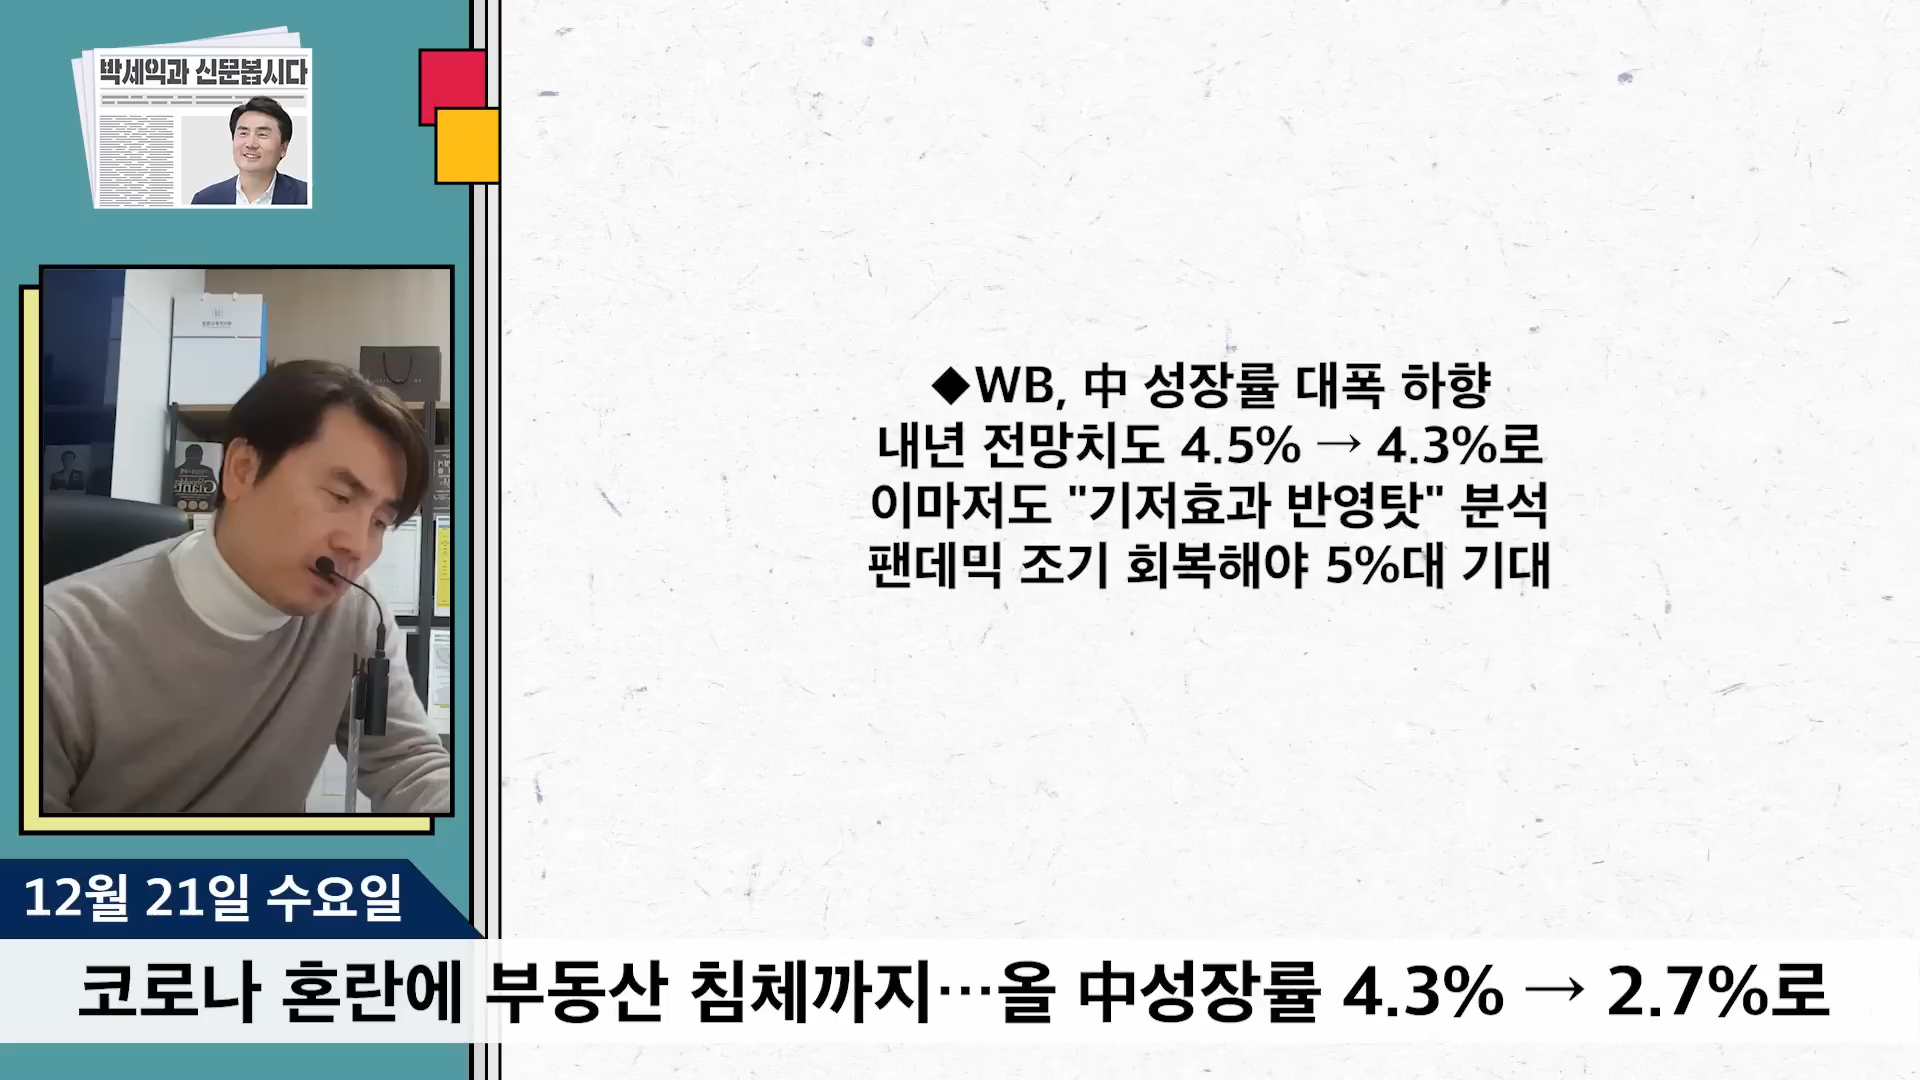 박세익과 신문봅시다
◆WB, 中 성장률 대폭 하향
내년 전망치도 4.5% → 4.3%로
이마저도 "기저효과 반영탓" 분석
팬데믹 조기 회복해야 5%대 기대
12월 21일 수요일
코로나 혼란에 부동산 침체까지…올 中성장률 4.3% → 2.7%로